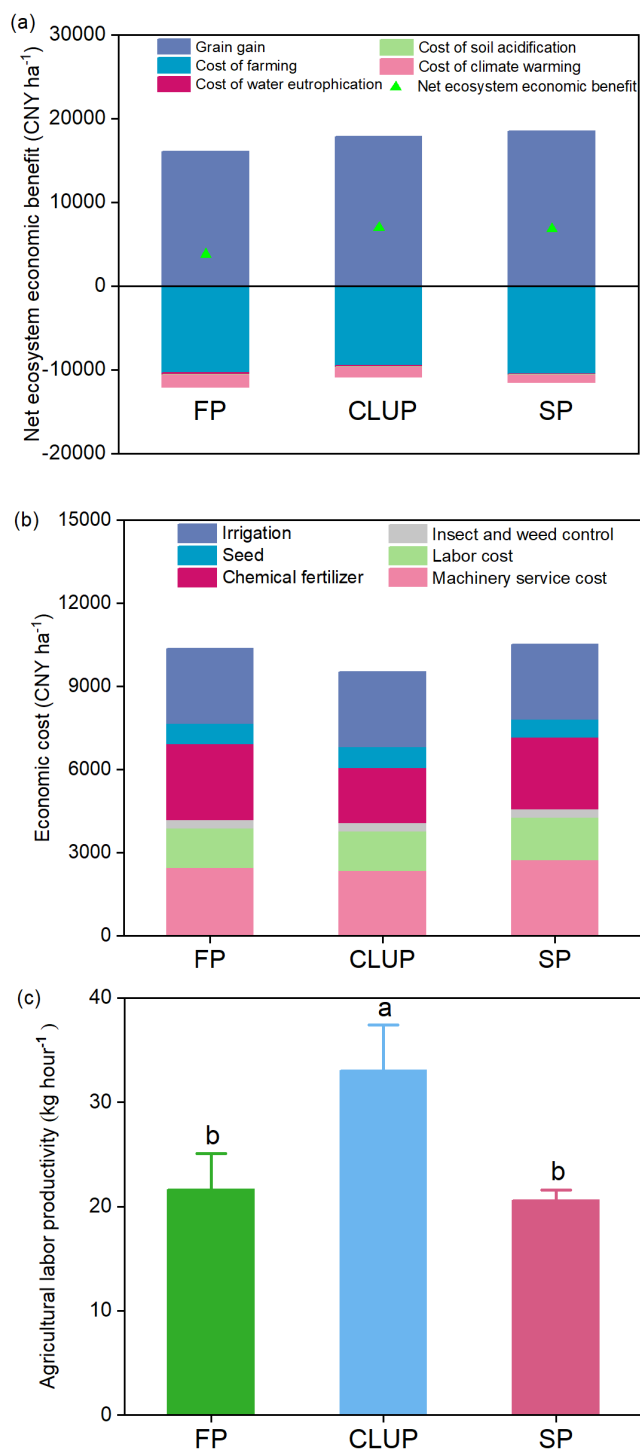 (a)
Net ecosystem economic benefit (CNY ha⁻¹)
30000
20000
10000
0
-10000
-20000
Grain gain
Cost of farming
Cost of water eutrophication
Cost of soil acidification
Cost of climate warming
Net ecosystem economic benefit
FP
CLUP
SP
(b)
Economic cost (CNY ha⁻¹)
15000
12000
9000
6000
3000
0
Irrigation
Seed
Chemical fertilizer
Insect and weed control
Labor cost
Machinery service cost
FP
CLUP
SP
(c)
Agricultural labor productivity (kg hour⁻¹)
40
30
20
10
0
b
a
b
FP
CLUP
SP